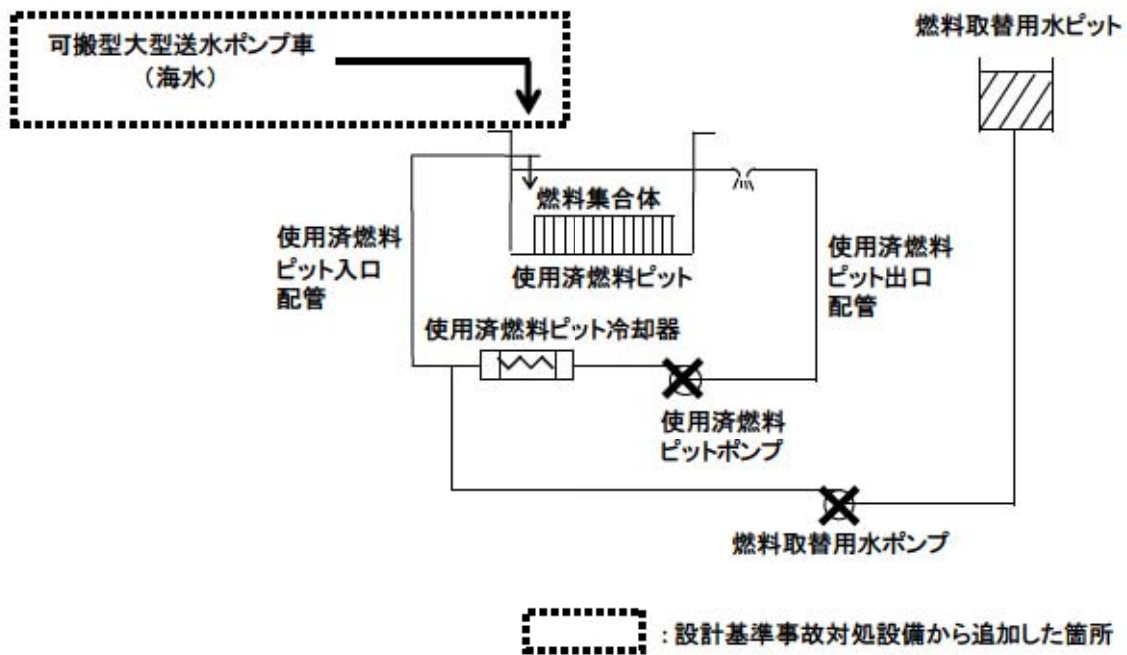 可搬型大型送水ポンプ車
(海水)
燃料取替用水ピット
燃料集合体
使用済燃料
ピット入口
配管
使用済燃料ピット
使用済燃料
ピット出口
配管
使用済燃料ピット冷却器
使用済燃料
ピットポンプ
燃料取替用水ポンプ
:設計基準事故対処設備から追加した箇所